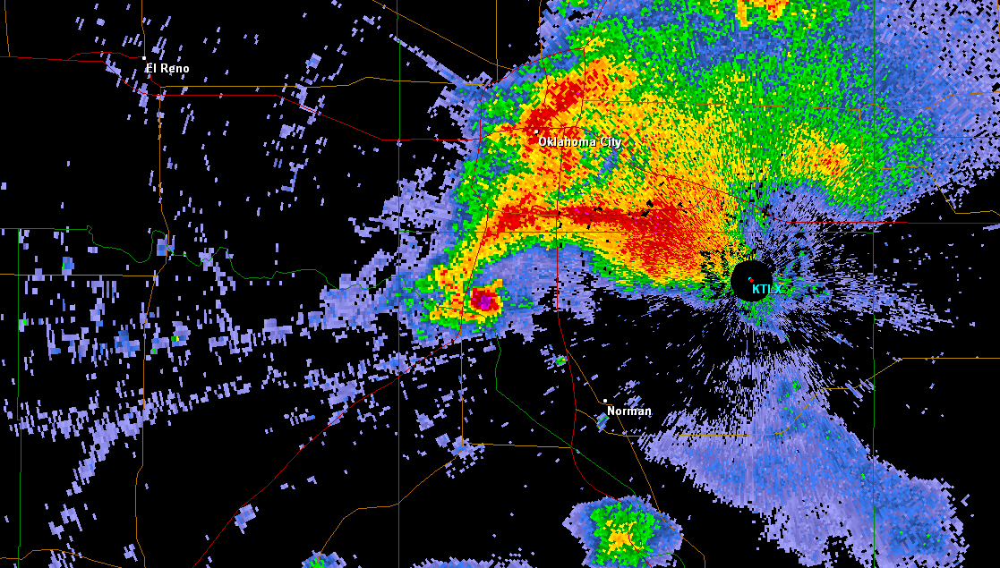 El Reno
Oklahoma City
KTLX
Norman